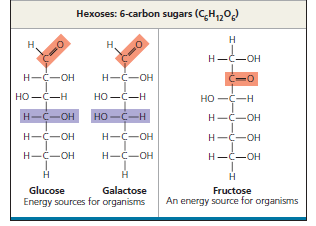 Hexoses: 6-carbon sugars (C6H12O6)
H O
C
H—C—OH
HO—C—H
H—C—OH
H—C—OH
H—C—OH
H
Glucose
H O
C
H—C—OH
HO—C—H
HO—C—H
H—C—OH
H—C—OH
H
Galactose
Energy sources for organisms
H
H—C—OH
C=O
HO—C—H
H—C—OH
H—C—OH
H—C—OH
H
Fructose
An energy source for organisms